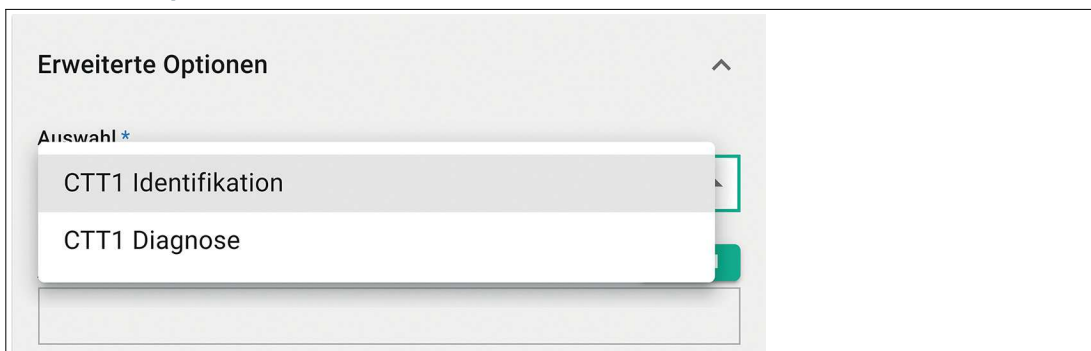 Erweiterte Optionen
Auswahl *
CTT1 Identifikation
CTT1 Diagnose